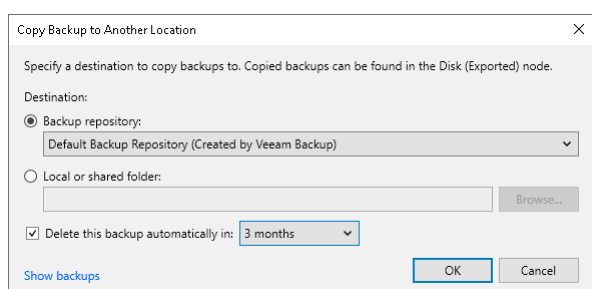 Copy Backup to Another Location
Specify a destination to copy backups to. Copied backups can be found in the Disk (Exported) node.
Destination:
Backup repository:
Default Backup Repository (Created by Veeam Backup)
Local or shared folder:
Browse...
Delete this backup automatically in: 3 months
Show backups OK Cancel